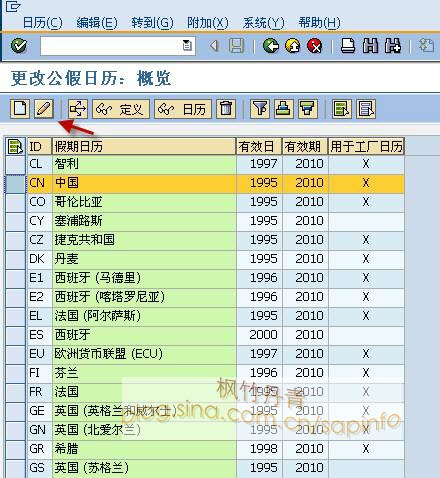 日历(C) 编辑(E) 转到(G) 附加(X) 系统(Y) 帮助(H)
更改公假日历：概览
定义 日历
ID 假期日历 有效日 有效期 用于工厂日历
CL 智利 1997 2010 X
CN 中国 1995 2010 X
CO 哥伦比亚 1995 2010 X
CY 塞浦路斯 1995 2010
CZ 捷克共和国 1995 2010 X
DK 丹麦 1995 2010 X
E1 西班牙 (马德里) 1996 2010 X
E2 西班牙 (喀塔罗尼亚) 1996 2010 X
EL 法国 (阿尔萨斯) 1995 2010 X
ES 西班牙 2000 2010
EU 欧洲货币联盟 (ECU) 1997 2010 X
FI 芬兰 1996 2010 X
FR 法国 1995 2010 X
GE 英国 (英格兰和威尔士) 1995 2010 X
GN 英国 (北爱尔兰) 1995 2010 X
GR 希腊 1998 2010 X
GS 英国 (苏格兰) 1995 2010
枫竹丹青
blog.sina.com.cn/sapinfo